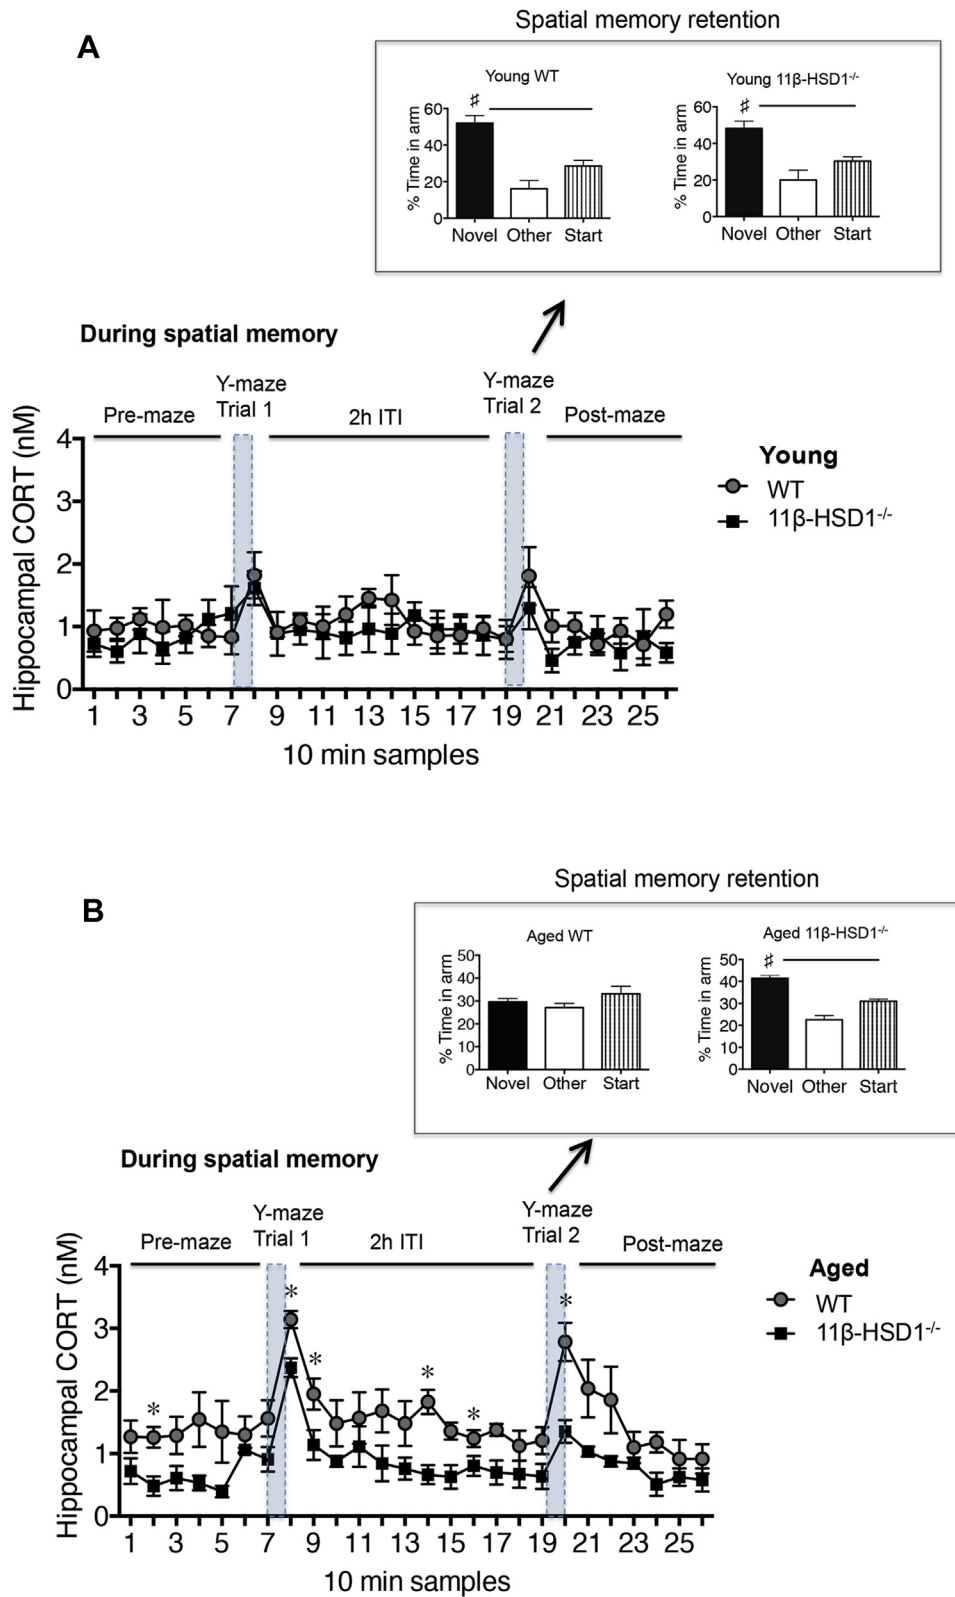 A
Spatial memory retention
Young WT
Young 11β-HSD1-/-
% Time in arm
60
40
20
0
♯
Novel Other Start
% Time in arm
60
40
20
0
♯
Novel Other Start
During spatial memory
Y-maze
Trial 1
Y-maze
Trial 2
Pre-maze
2h ITI
Post-maze
Hippocampal CORT (nM)
4
3
2
1
0
Young
WT
11β-HSD1-/-
1 3 5 7 9 11 13 15 17 19 21 23 25
10 min samples
B
Spatial memory retention
Aged WT
Aged 11β-HSD1-/-
% Time in arm
50
40
30
20
10
0
Novel Other Start
% Time in arm
50
40
30
20
10
0
♯
Novel Other Start
During spatial memory
Y-maze
Trial 1
Y-maze
Trial 2
Pre-maze
2h ITI
Post-maze
Hippocampal CORT (nM)
4
3
2
1
0
* * * * * *
Aged
WT
11β-HSD1-/-
1 3 5 7 9 11 13 15 17 19 21 23 25
10 min samples